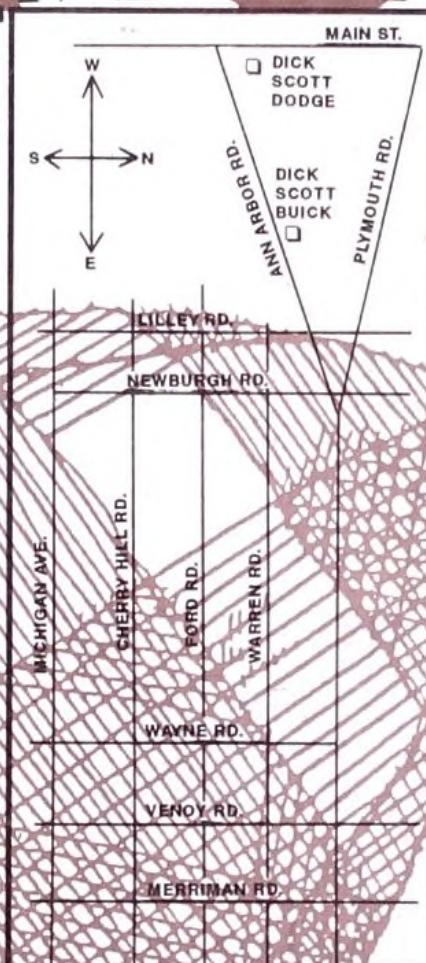 MAIN ST.
W
S
N
E
DICK
SCOTT
DODGE
ANN ARBOR RD.
PLYMOUTH RD.
DICK
SCOTT
BUICK
LILLEY RD.
NEWBURGH RD.
MICHIGAN AVE.
CHERRY HILL RD.
FORD RD.
WARREN RD.
WAYNE RD.
VENOY RD.
MERRIMAN RD.